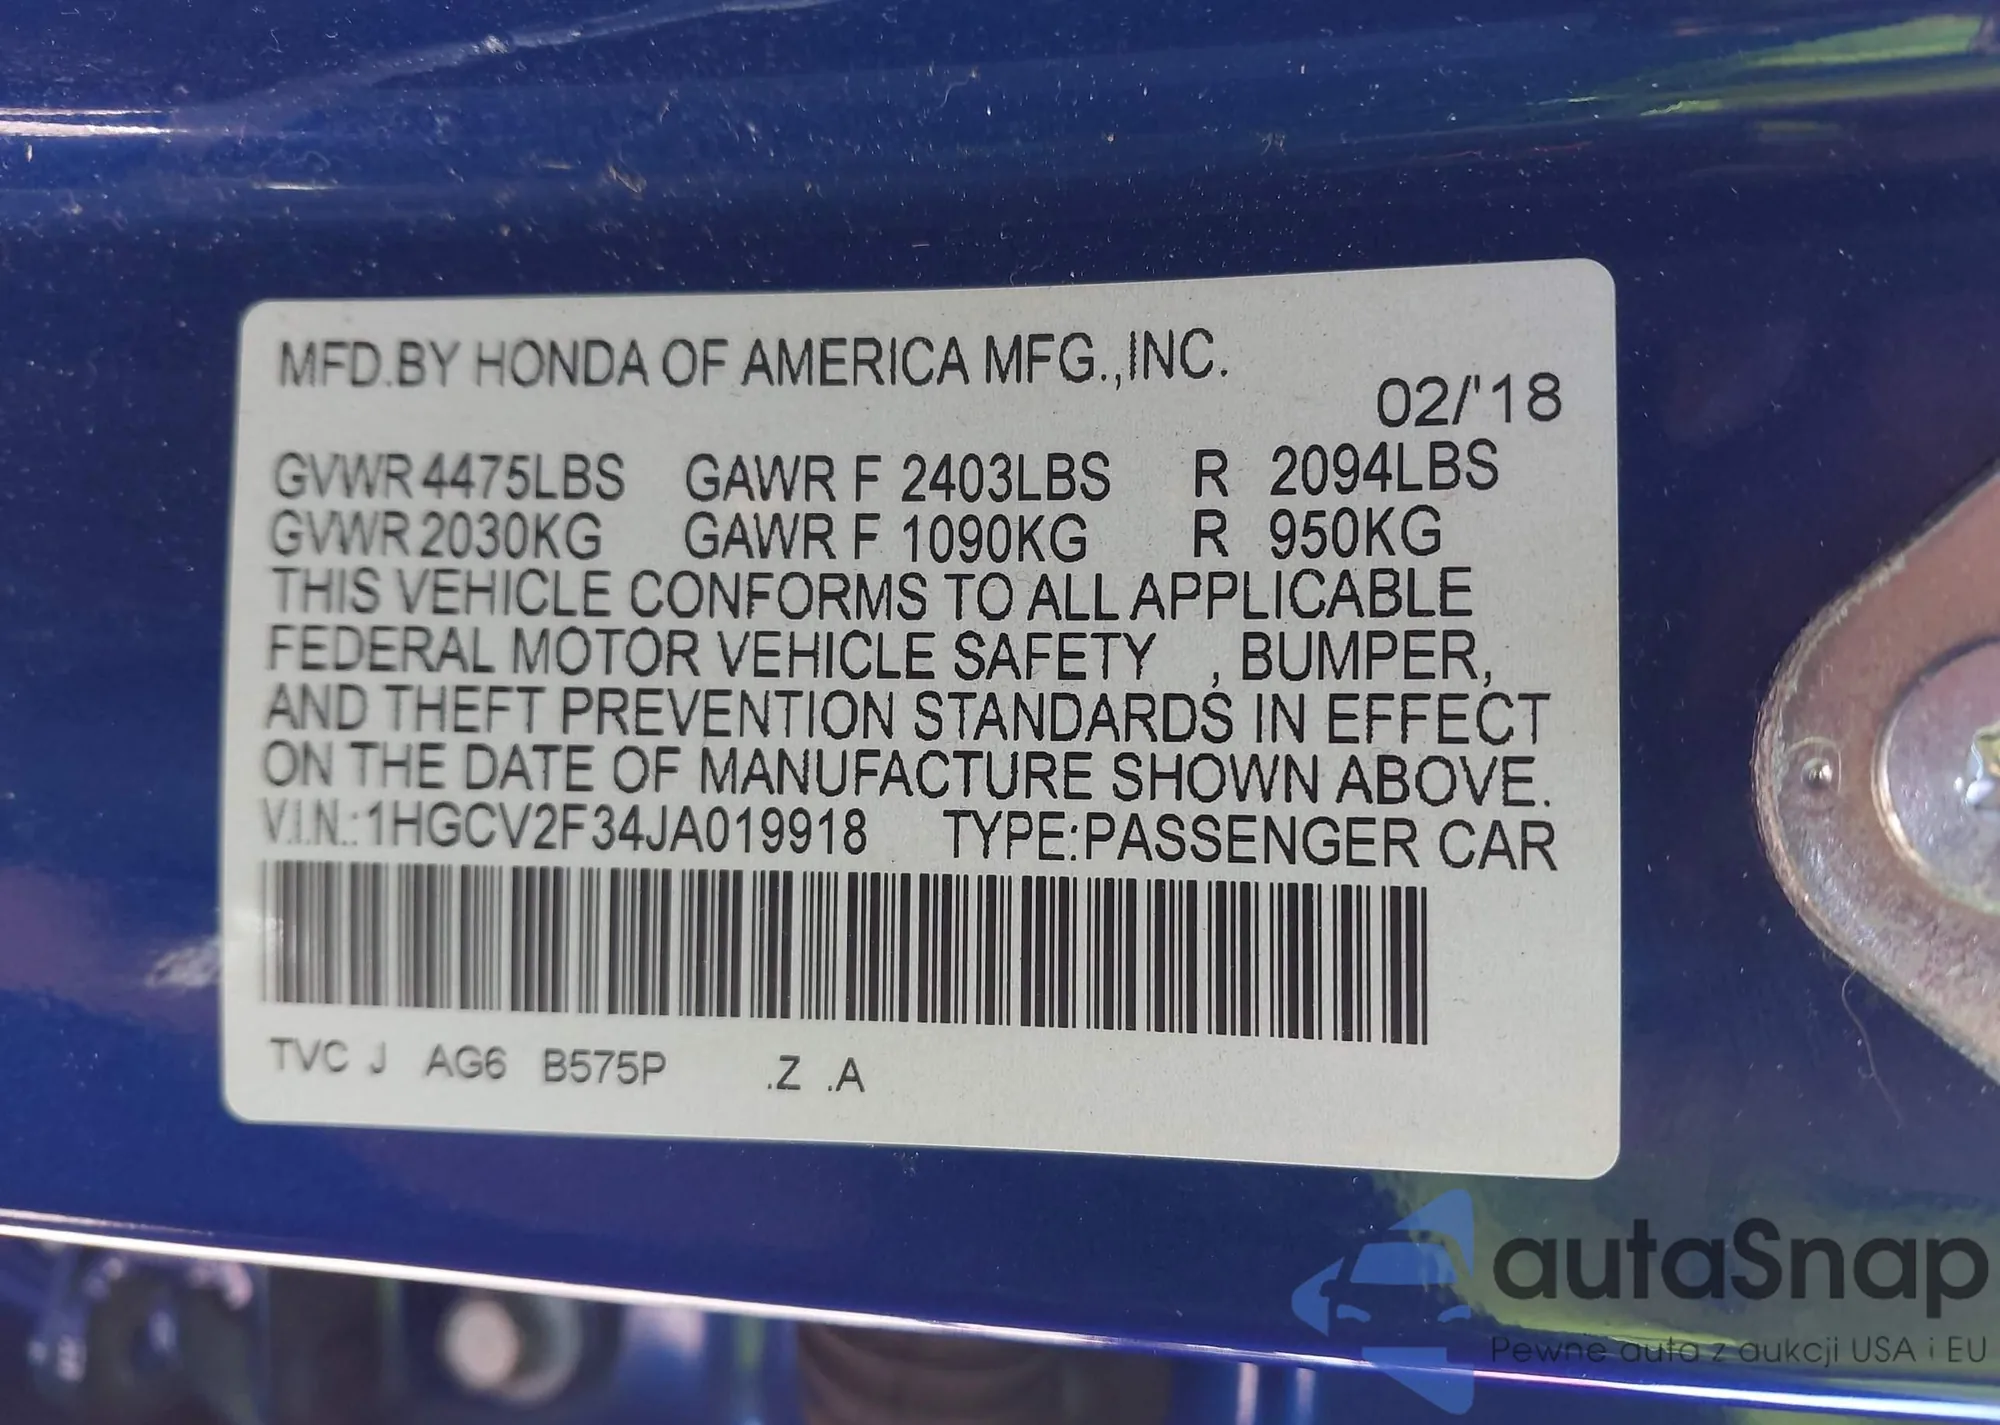 MFD.BY HONDA OF AMERICA MFG.,INC.
02/'18
GVWR 4475LBS GAWR F 2403LBS R 2094LBS
GVWR 2030KG GAWR F 1090KG R 950KG
THIS VEHICLE CONFORMS TO ALL APPLICABLE
FEDERAL MOTOR VEHICLE SAFETY , BUMPER,
AND THEFT PREVENTION STANDARDS IN EFFECT
ON THE DATE OF MANUFACTURE SHOWN ABOVE.
V.I.N.:1HGCV2F34JA019918 TYPE:PASSENGER CAR
TVC J AG6 B575P .Z .A
autaSnap
Pewne auta z aukcji USA i EU